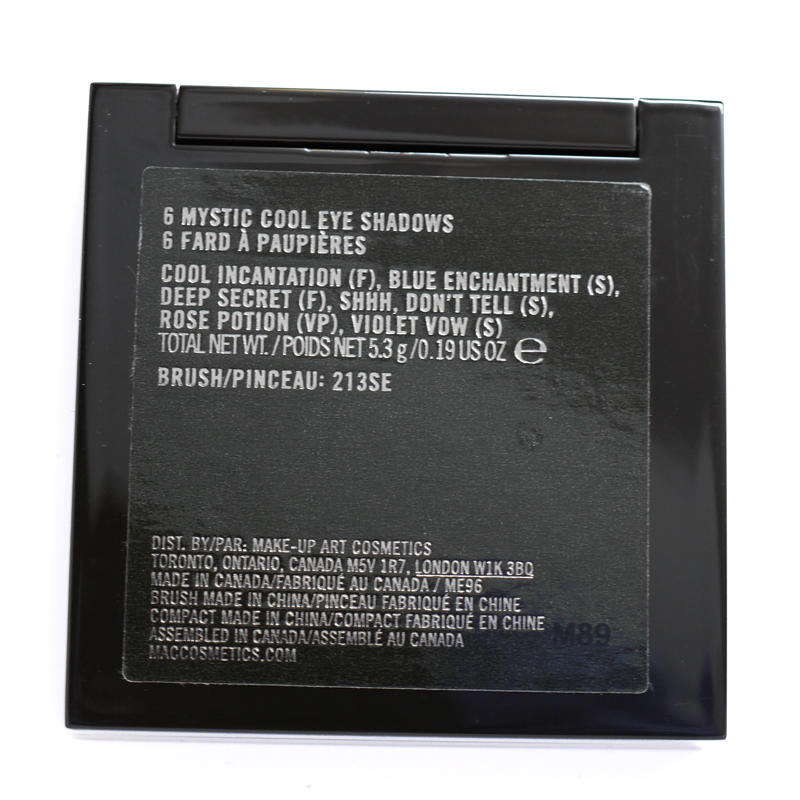 6 MYSTIC COOL EYE SHADOWS
6 FARD À PAUPIÈRES
COOL INCANTATION (F), BLUE ENCHANTMENT (S),
DEEP SECRET (F), SHHH, DON'T TELL (S),
ROSE POTION (VP), VIOLET VOW (S)
TOTAL NET WT. / POIDS NET 5.3 g / 0.19 US OZ ℮
BRUSH/PINCEAU: 213SE
DIST. BY/PAR: MAKE-UP ART COSMETICS
TORONTO, ONTARIO, CANADA M5V 1R7, LONDON W1K 3BQ
MADE IN CANADA/FABRIQUÉ AU CANADA / ME96
BRUSH MADE IN CHINA/PINCEAU FABRIQUÉ EN CHINE
COMPACT MADE IN CHINA/COMPACT FABRIQUÉ EN CHINE
ASSEMBLED IN CANADA/ASSEMBLÉ AU CANADA
MACCOSMETICS.COM
M89